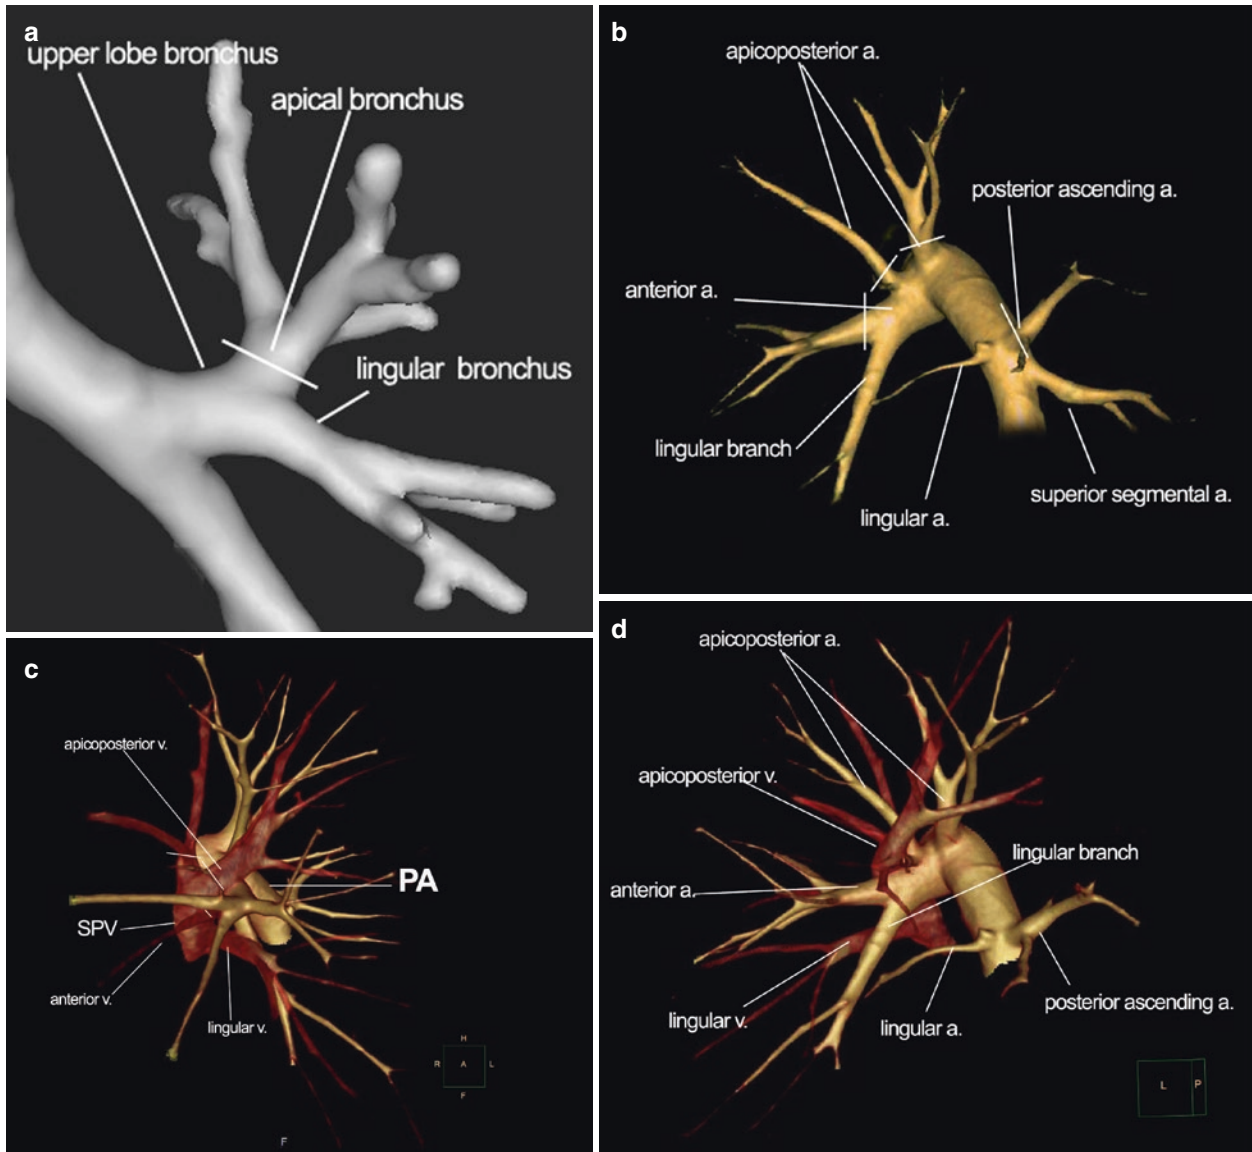 a
upper lobe bronchus
apical bronchus
lingular bronchus
b
apicoposterior a.
posterior ascending a.
anterior a.
lingular branch
lingular a.
superior segmental a.
c
apicoposterior v.
PA
SPV
anterior v.
lingular v.
H
R A L
F
F
d
apicoposterior a.
apicoposterior v.
lingular branch
anterior a.
lingular v.
lingular a.
posterior ascending a.
L P